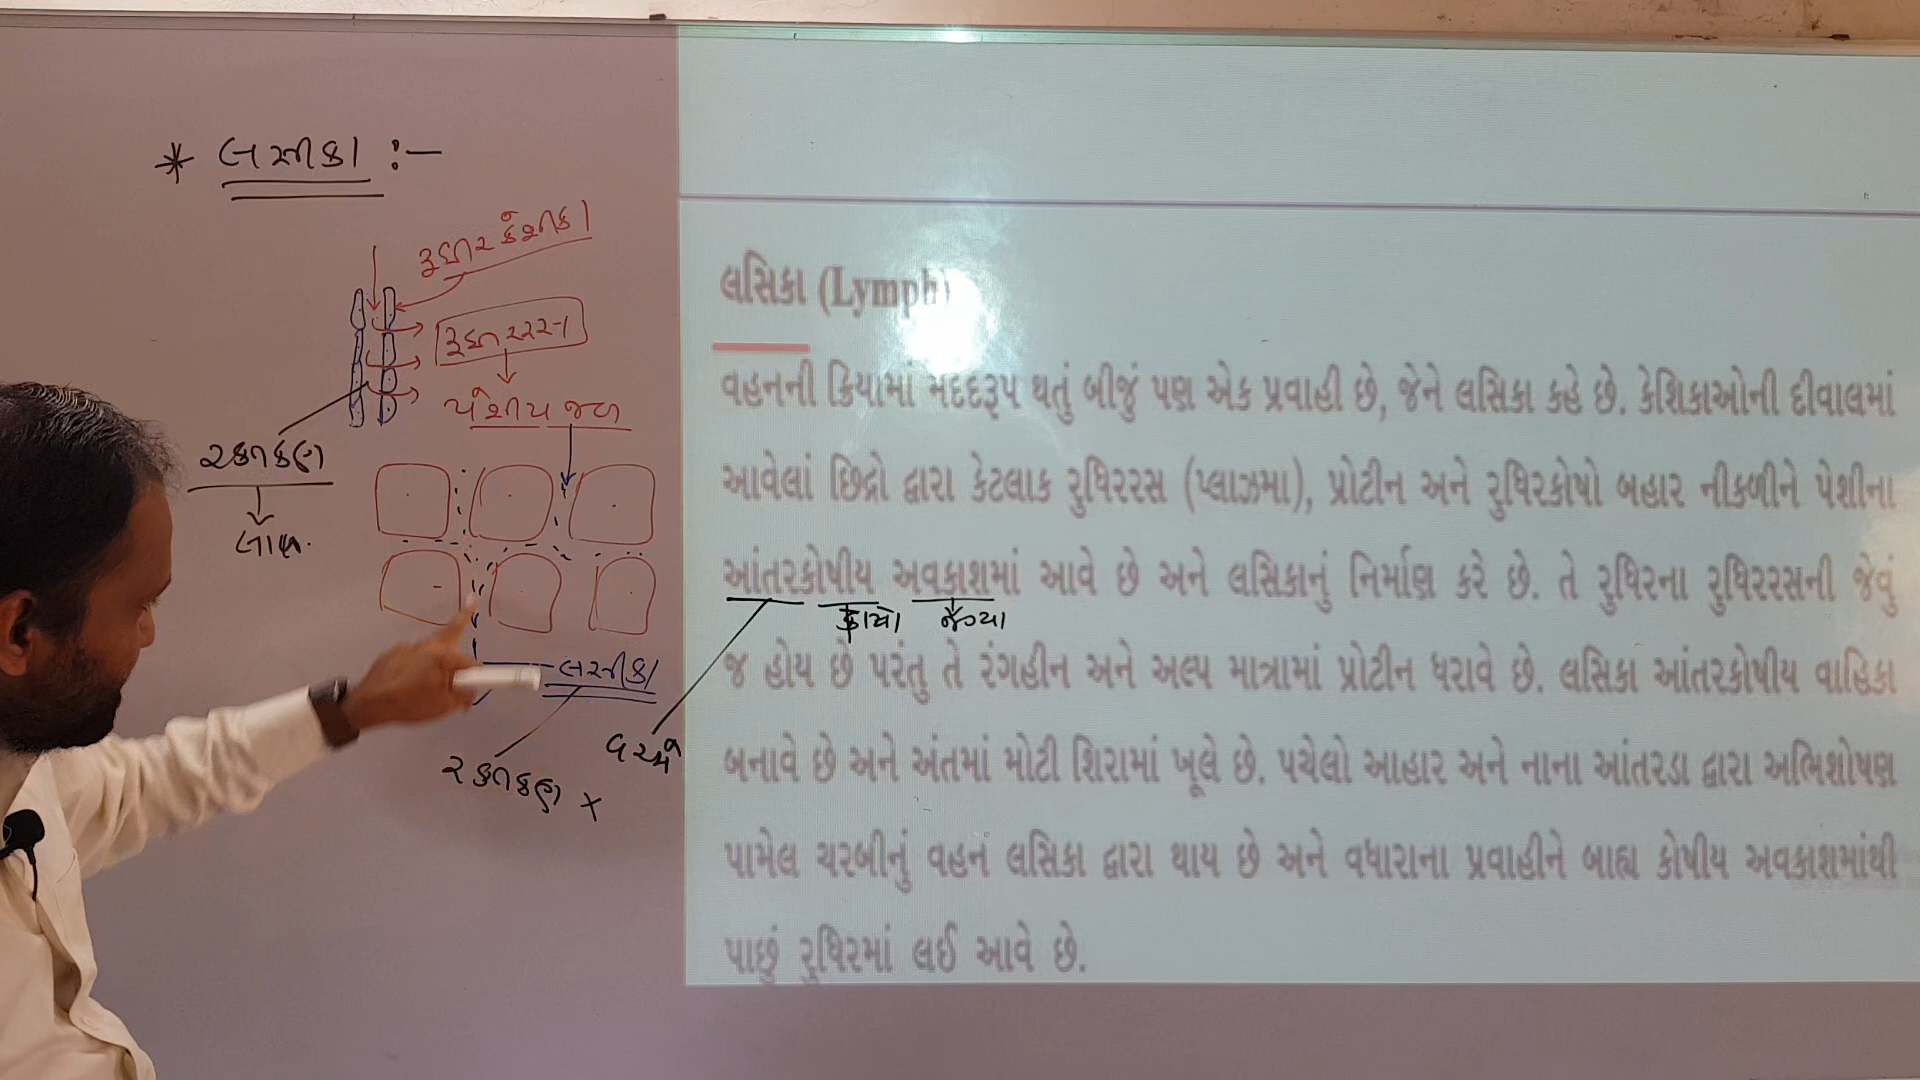 * લસીકા :-
રૂધીર કેશીકા
રૂધીરરસ
પેશીય જળ
રક્તકણ
લાલ.
લસીકા
રક્તકણ x
વચ્ચે
લસિકા (Lymph)
વહનની ક્રિયામાં મદદરૂપ થતું બીજું પણ એક પ્રવાહી છે, જેને લસિકા કહે છે. કેશિકાઓની દીવાલમાં
આવેલાં છિદ્રો દ્વારા કેટલાક રુધિરરસ (પ્લાઝમા), પ્રોટીન અને રુધિરકોષો બહાર નીકળીને પેશીના
આંતરકોષીય અવકાશમાં આવે છે અને લસિકાનું નિર્માણ કરે છે. તે રુધિરના રુધિરરસની જેવું
જગ્યા
જ હોય છે પરંતુ તે રંગહીન અને અલ્પ માત્રામાં પ્રોટીન ધરાવે છે. લસિકા આંતરકોષીય વાહિકા
બનાવે છે અને અંતમાં મોટી શિરામાં ખૂલે છે. પચેલો આહાર અને નાના આંતરડા દ્વારા અભિશોષણ
પામેલ ચરબીનું વહન લસિકા દ્વારા થાય છે અને વધારાના પ્રવાહીને બાહ્ય કોષીય અવકાશમાંથી
પાછું રુધિરમાં લઈ આવે છે.